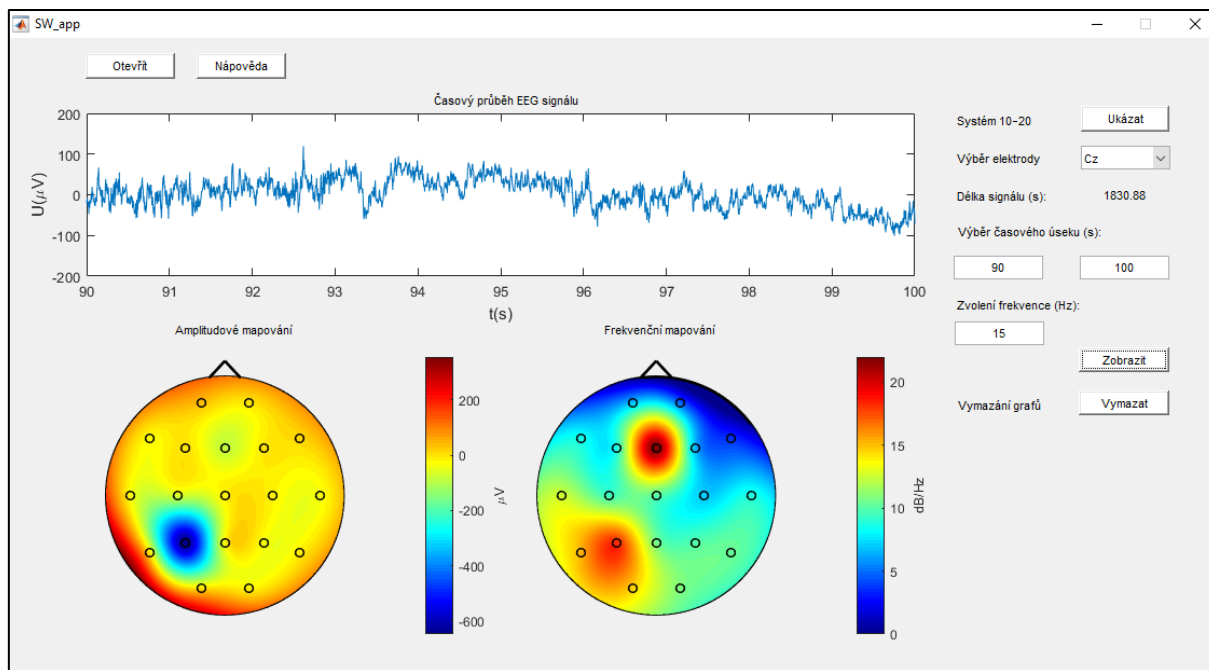 SW_app
Otevřít Nápověda
Časový průběh EEG signálu
200
100
0
-100
-200
U(μV)
90 91 92 93 94 95 96 97 98 99 100
t(s)
Systém 10-20 Ukázat
Výběr elektrody Cz
Délka signálu (s): 1830.88
Výběr časového úseku (s):
90 100
Zvolení frekvence (Hz):
15
Zobrazit
Vymazání grafů Vymazat
Amplitudové mapování
200
0
-200
-400
-600
μV
Frekvenční mapování
20
15
10
5
0
dB/Hz